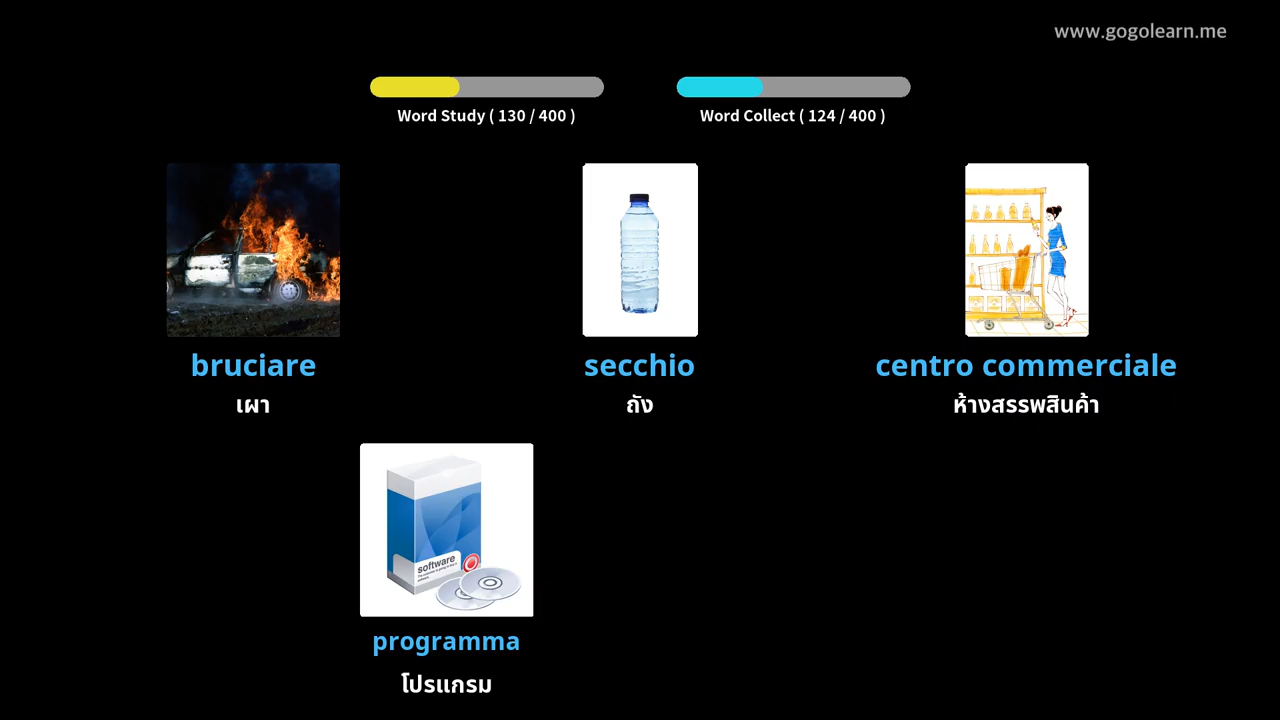 www.gogolearn.me
Word Study ( 130 / 400 )
Word Collect ( 124 / 400 )
bruciare
secchio
centro commerciale
เผา
ถัง
ห้างสรรพสินค้า
software
programma
โปรแกรม